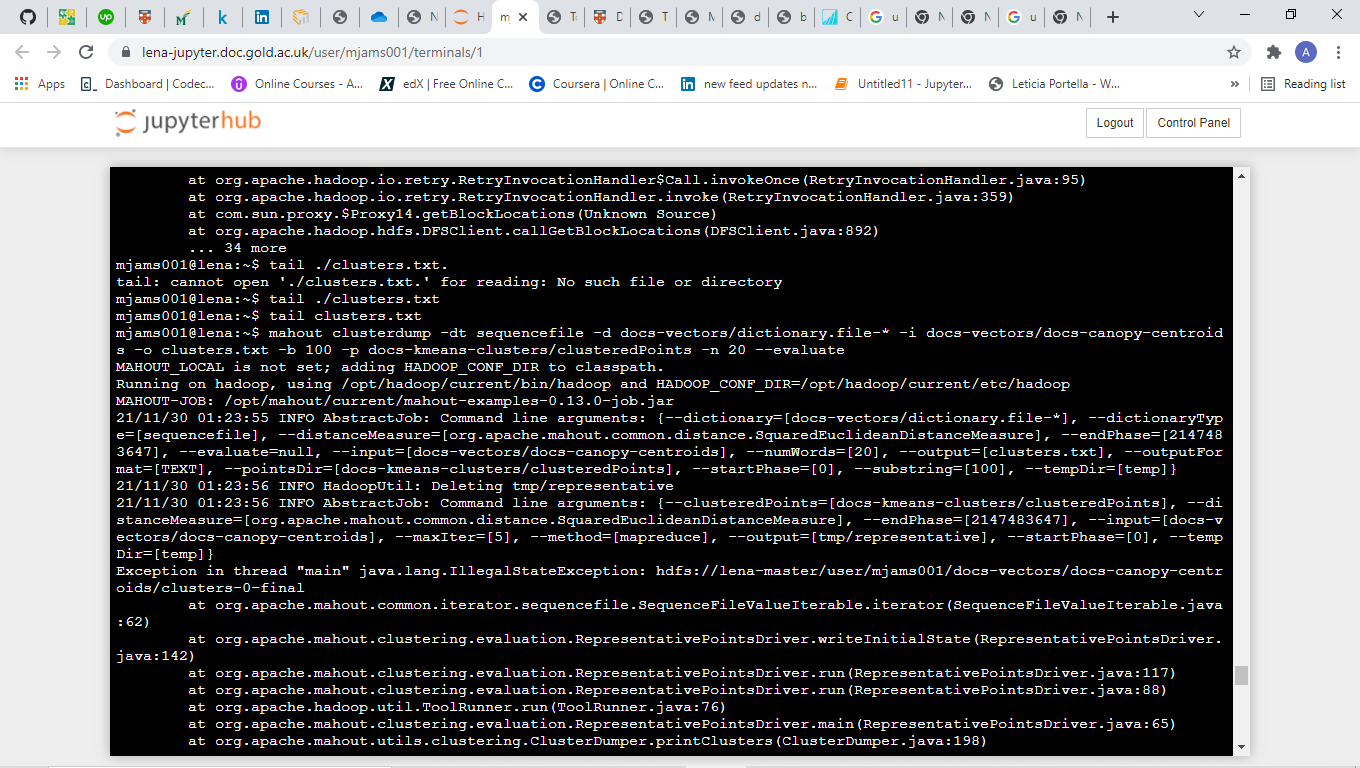 N
H
m
T
D
T
M
d
b
C
u
N
N
u
N
lena-jupyter.doc.gold.ac.uk/user/mjams001/terminals/1
A
Apps
Dashboard | Codec...
Online Courses - A...
edX | Free Online C...
Coursera | Online C...
new feed updates n...
Untitled11 - Jupyter...
Leticia Portella - W...
»
Reading list
jupyterhub
Logout
Control Panel
at org.apache.hadoop.io.retry.RetryInvocationHandler$Call.invokeOnce(RetryInvocationHandler.java:95)
at org.apache.hadoop.io.retry.RetryInvocationHandler.invoke(RetryInvocationHandler.java:359)
at com.sun.proxy.$Proxy14.getBlockLocations(Unknown Source)
at org.apache.hadoop.hdfs.DFSClient.callGetBlockLocations(DFSClient.java:892)
... 34 more
mjams001@lena:~$ tail ./clusters.txt.
tail: cannot open './clusters.txt.' for reading: No such file or directory
mjams001@lena:~$ tail ./clusters.txt
mjams001@lena:~$ tail clusters.txt
mjams001@lena:~$ mahout clusterdump -dt sequencefile -d docs-vectors/dictionary.file-* -i docs-vectors/docs-canopy-centroid
s -o clusters.txt -b 100 -p docs-kmeans-clusters/clusteredPoints -n 20 --evaluate
MAHOUT_LOCAL is not set; adding HADOOP_CONF_DIR to classpath.
Running on hadoop, using /opt/hadoop/current/bin/hadoop and HADOOP_CONF_DIR=/opt/hadoop/current/etc/hadoop
MAHOUT-JOB: /opt/mahout/current/mahout-examples-0.13.0-job.jar
21/11/30 01:23:55 INFO AbstractJob: Command line arguments: {--dictionary=[docs-vectors/dictionary.file-*], --dictionaryTyp
e=[sequencefile], --distanceMeasure=[org.apache.mahout.common.distance.SquaredEuclideanDistanceMeasure], --endPhase=[214748
3647], --evaluate=null, --input=[docs-vectors/docs-canopy-centroids], --numWords=[20], --output=[clusters.txt], --outputFor
mat=[TEXT], --pointsDir=[docs-kmeans-clusters/clusteredPoints], --startPhase=[0], --substring=[100], --tempDir=[temp]}
21/11/30 01:23:56 INFO HadoopUtil: Deleting tmp/representative
21/11/30 01:23:56 INFO AbstractJob: Command line arguments: {--clusteredPoints=[docs-kmeans-clusters/clusteredPoints], --di
stanceMeasure=[org.apache.mahout.common.distance.SquaredEuclideanDistanceMeasure], --endPhase=[2147483647], --input=[docs-v
ectors/docs-canopy-centroids], --maxIter=[5], --method=[mapreduce], --output=[tmp/representative], --startPhase=[0], --temp
Dir=[temp]}
Exception in thread "main" java.lang.IllegalStateException: hdfs://lena-master/user/mjams001/docs-vectors/docs-canopy-centr
oids/clusters-0-final
at org.apache.mahout.common.iterator.sequencefile.SequenceFileValueIterable.iterator(SequenceFileValueIterable.java
:62)
at org.apache.mahout.clustering.evaluation.RepresentativePointsDriver.writeInitialState(RepresentativePointsDriver.
java:142)
at org.apache.mahout.clustering.evaluation.RepresentativePointsDriver.run(RepresentativePointsDriver.java:117)
at org.apache.mahout.clustering.evaluation.RepresentativePointsDriver.run(RepresentativePointsDriver.java:88)
at org.apache.hadoop.util.ToolRunner.run(ToolRunner.java:76)
at org.apache.mahout.clustering.evaluation.RepresentativePointsDriver.main(RepresentativePointsDriver.java:65)
at org.apache.mahout.utils.clustering.ClusterDumper.printClusters(ClusterDumper.java:198)